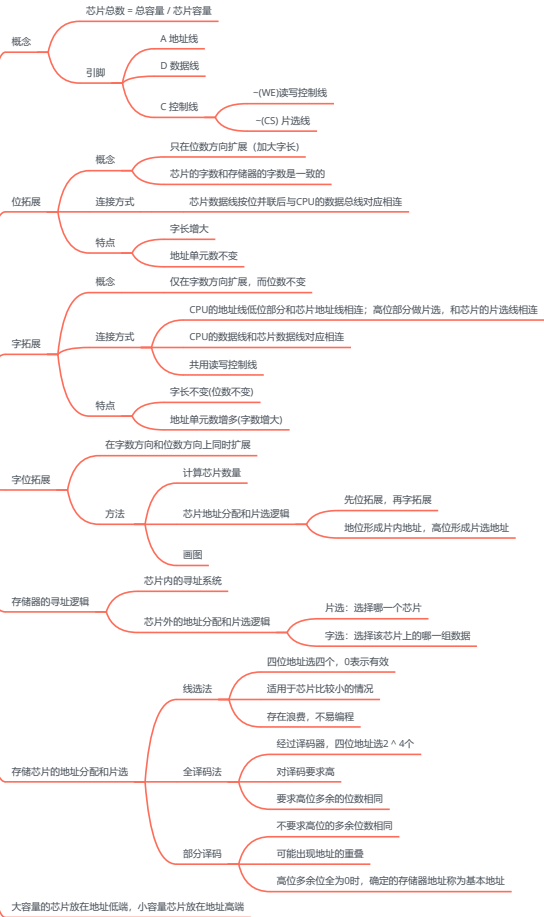 概念
芯片总数 = 总容量 / 芯片容量
引脚
A 地址线
D 数据线
C 控制线
~(WE)读写控制线
~(CS) 片选线
位拓展
概念
只在位数方向扩展（加大字长）
芯片的字数和存储器的字数是一致的
连接方式
芯片数据线按位并联后与CPU的数据总线对应相连
特点
字长增大
地址单元数不变
字拓展
概念
仅在字数方向扩展，而位数不变
连接方式
CPU的地址线低位部分和芯片地址线相连；高位部分做片选，和芯片的片选线相连
CPU的数据线和芯片数据线对应相连
共用读写控制线
特点
字长不变(位数不变)
地址单元数增多(字数增大)
字位拓展
在字数方向和位数方向上同时扩展
方法
计算芯片数量
芯片地址分配和片选逻辑
先位拓展，再字拓展
地位形成片内地址，高位形成片选地址
画图
存储器的寻址逻辑
芯片内的寻址系统
芯片外的地址分配和片选逻辑
片选：选择哪一个芯片
字选：选择该芯片上的哪一组数据
存储芯片的地址分配和片选
线选法
四位地址选四个，0表示有效
适用于芯片比较小的情况
存在浪费，不易编程
全译码法
经过译码器，四位地址选2 ^ 4个
对译码要求高
要求高位多余的位数相同
部分译码
不要求高位的多余位数相同
可能出现地址的重叠
高位多余位全为0时，确定的存储器地址称为基本地址
大容量的芯片放在地址低端，小容量芯片放在地址高端